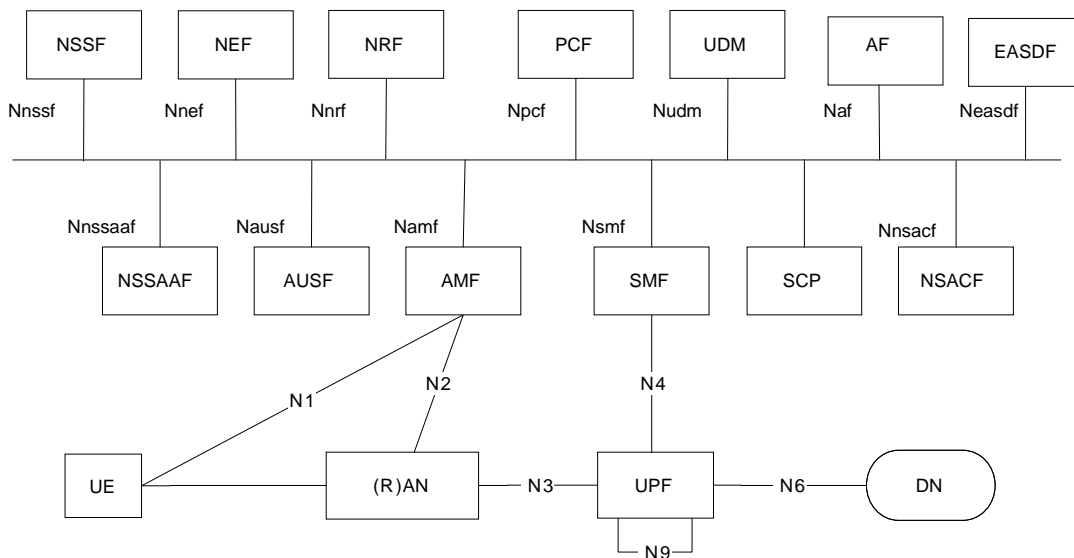 NSSF NEF NRF PCF UDM AF EASDF
Nnssf Nnef Nnrf Npcf Nudm Naf Neasdf
Nnssaaf Nausf Namf Nsmf Nnsacf
NSSAAF AUSF AMF SMF SCP NSACF
N1 N2 N4
UE (R)AN N3 UPF N6 DN
N9